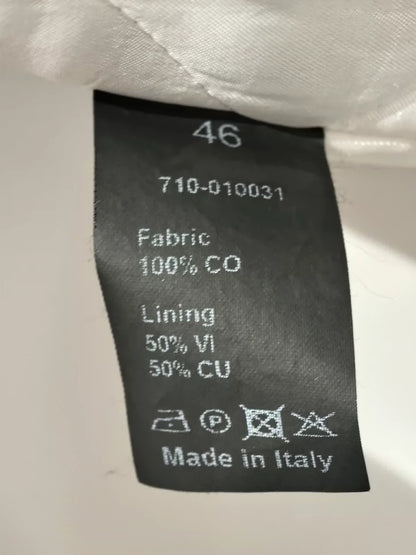 46
710-010031
Fabric
100% CO
Lining
50% VI
50% CU
P
Made in Italy